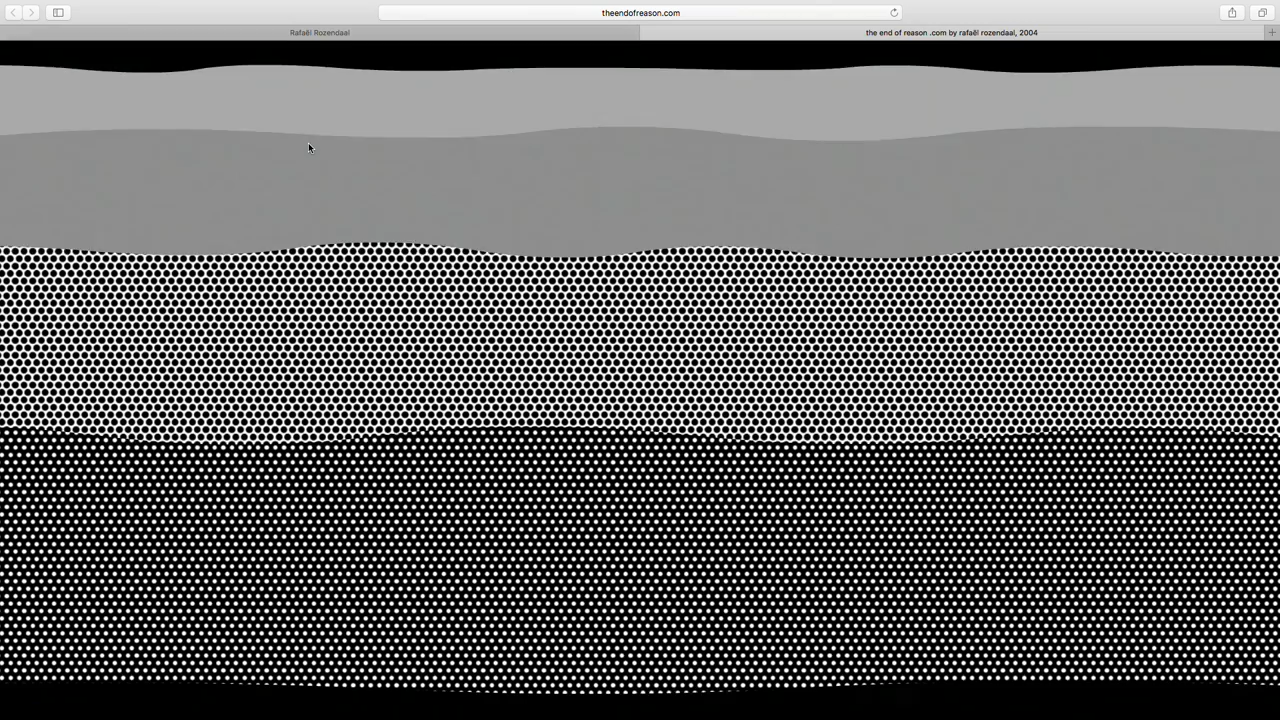 theendofreason.com
Rafaël Rozendaal
the end of reason .com by rafaël rozendaal, 2004